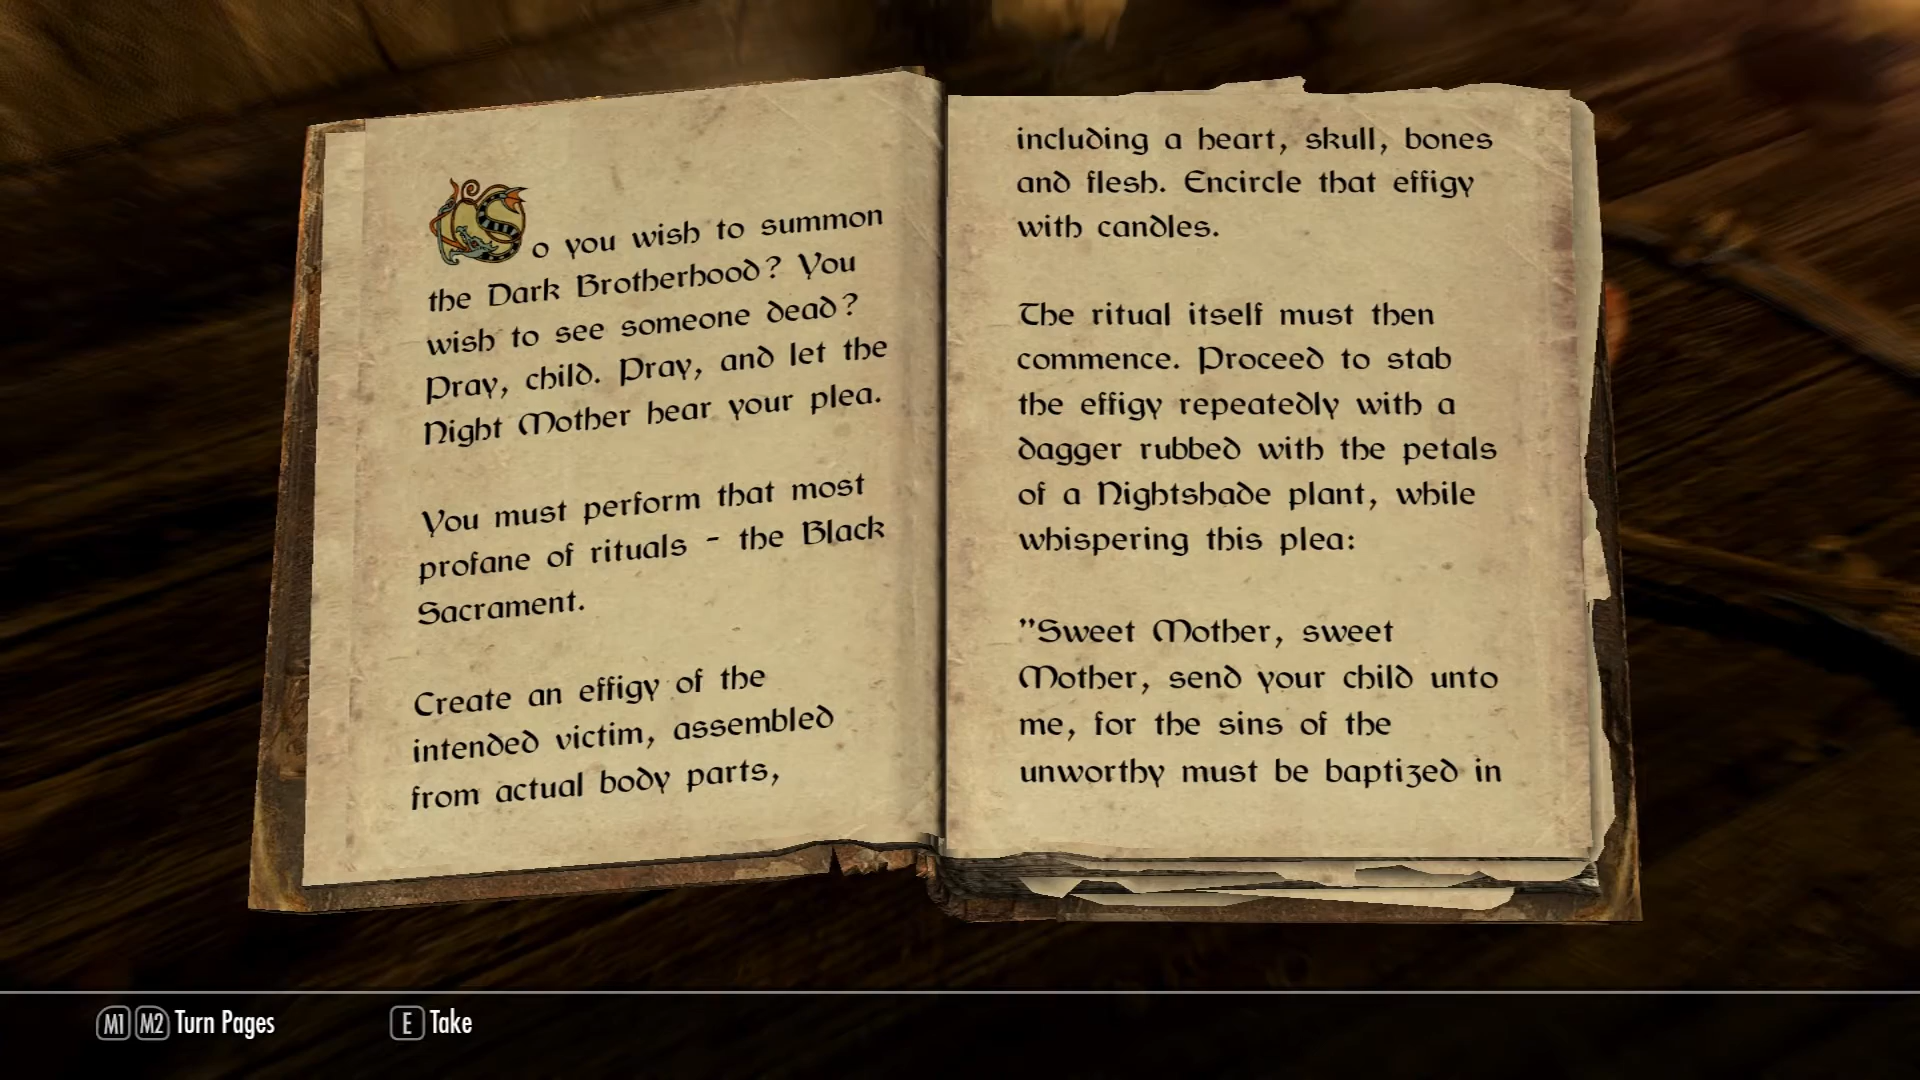 So you wish to summon
the Dark Brotherhood? You
wish to see someone dead?
Pray, child. Pray, and let the
Night Mother hear your plea.
You must perform that most
profane of rituals - the Black
Sacrament.
Create an effigy of the
intended victim, assembled
from actual body parts,
including a heart, skull, bones
and flesh. Encircle that effigy
with candles.
The ritual itself must then
commence. Proceed to stab
the effigy repeatedly with a
dagger rubbed with the petals
of a Nightshade plant, while
whispering this plea:
"Sweet Mother, sweet
Mother, send your child unto
me, for the sins of the
unworthy must be baptized in
M1 M2 Turn Pages
E Take